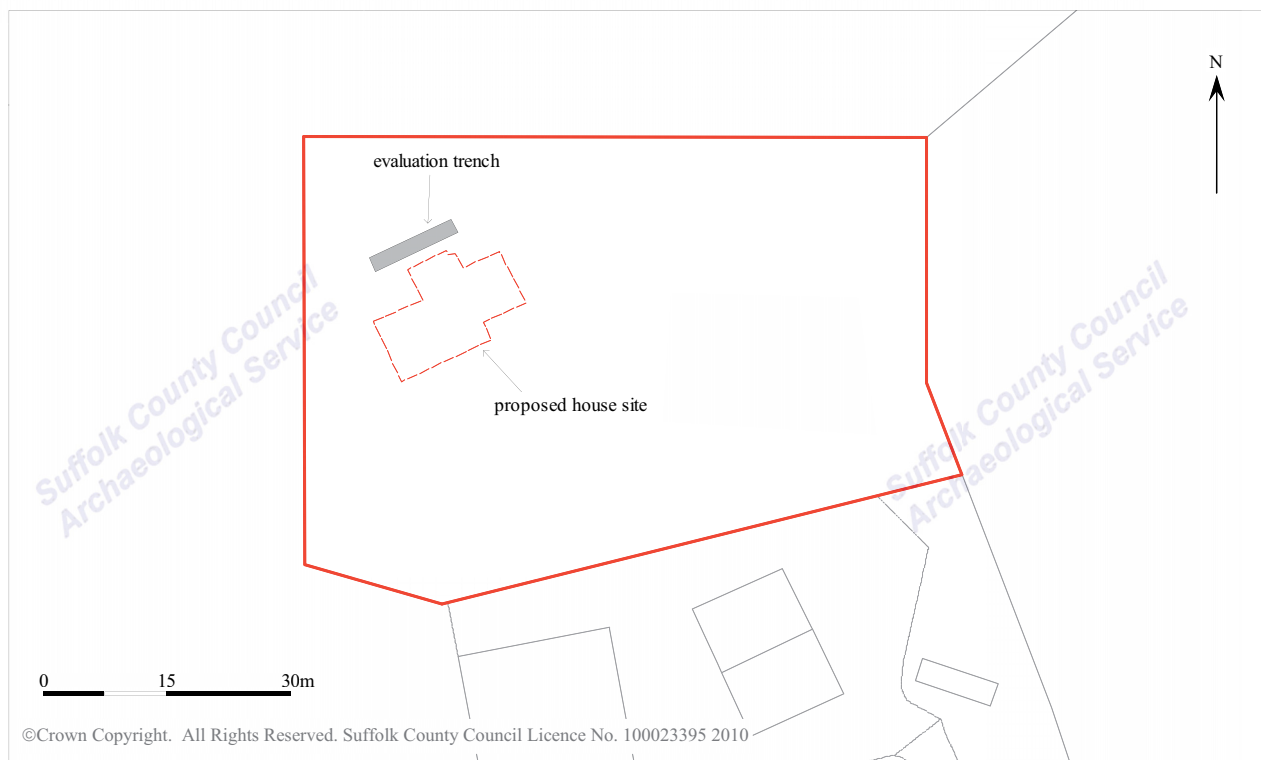 N
evaluation trench
Suffolk County Council
Archaeological Service
Suffolk County Council
Archaeological Service
proposed house site
0 15 30m
©Crown Copyright. All Rights Reserved. Suffolk County Council Licence No. 100023395 2010